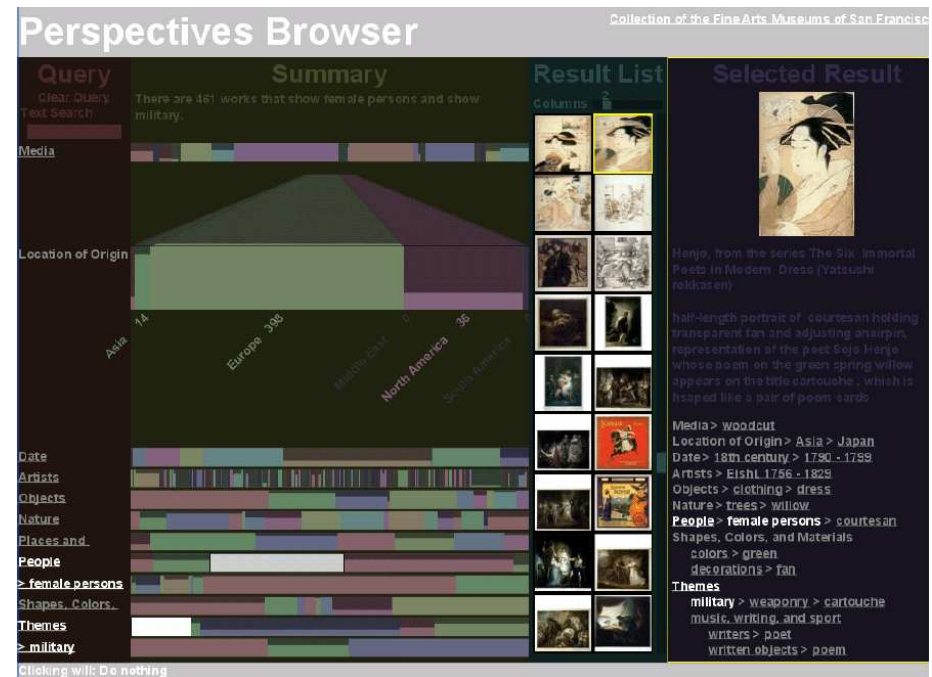 Perspectives Browser
Collection of the Fine Arts Museums of San Francisc
Query
Clear Query
Text Search
Summary
There are 461 works that show female persons and show
military.
Result List
Columns 2
Selected Result
Media
Location of Origin
Asia 14
Europe 398
Middle East 0
North America 36
South America
Date
Artists
Objects
Nature
Places and
People
> female persons
Shapes, Colors,
Themes
> military
Henjo, from the series The Six Immortal
Poets in Modern Dress (Yatsushi
rokkasen)
half-length portrait of courtesan holding
transparent fan and adjusting anairpin,
representation of the poet Sojo Henjo
whose poem on the green spring willow
appears on the title cartouche , which is
hsaped like a pair of poem cards
Media > woodcut
Location of Origin > Asia > Japan
Date > 18th century > 1790 - 1799
Artists > Eishi, 1756 - 1829
Objects > clothing > dress
Nature > trees > willow
People > female persons > courtesan
Shapes, Colors, and Materials
colors > green
decorations > fan
Themes
military > weaponry > cartouche
music, writing, and sport
writers > poet
written objects > poem
Clicking will: Do nothing